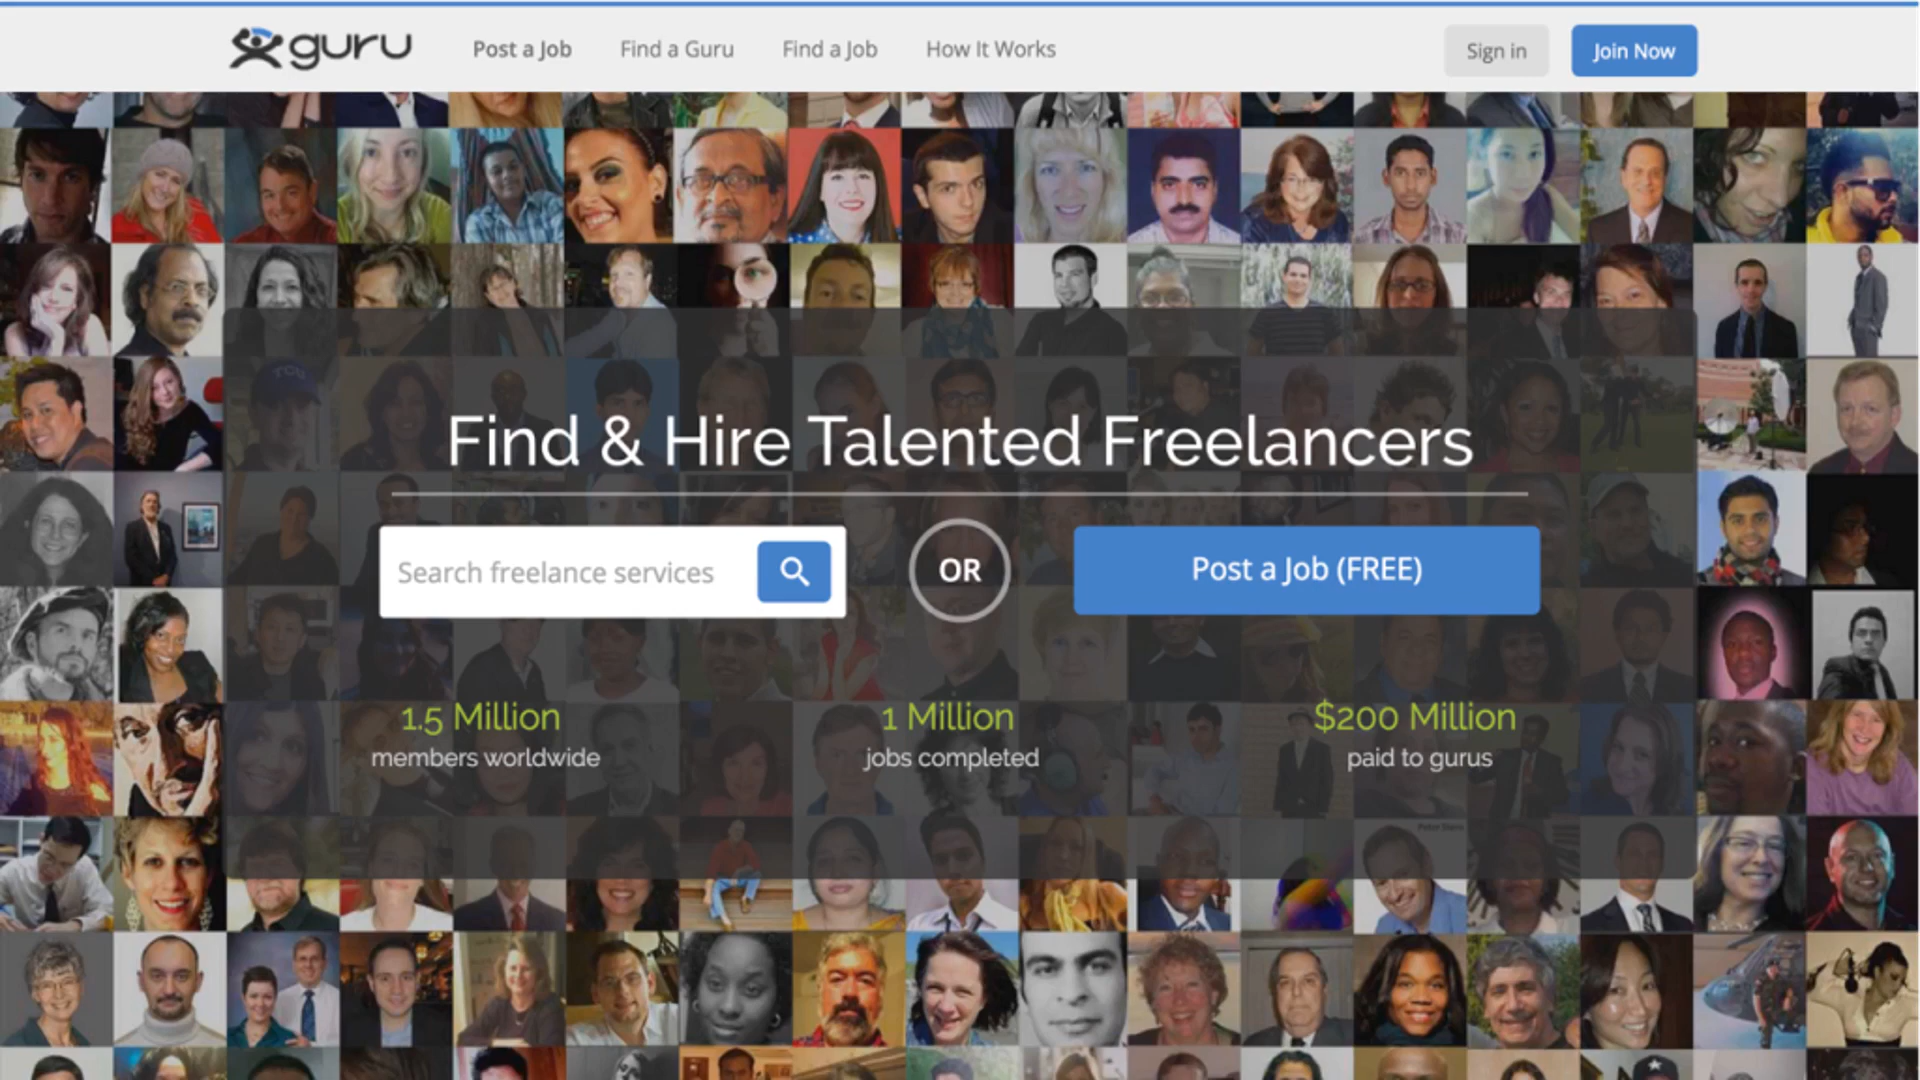 guru
Post a Job
Find a Guru
Find a Job
How It Works
Sign in
Join Now
TCU
Find & Hire Talented Freelancers
Search freelance services
OR
Post a Job (FREE)
1.5 Million
members worldwide
1 Million
jobs completed
$200 Million
paid to gurus